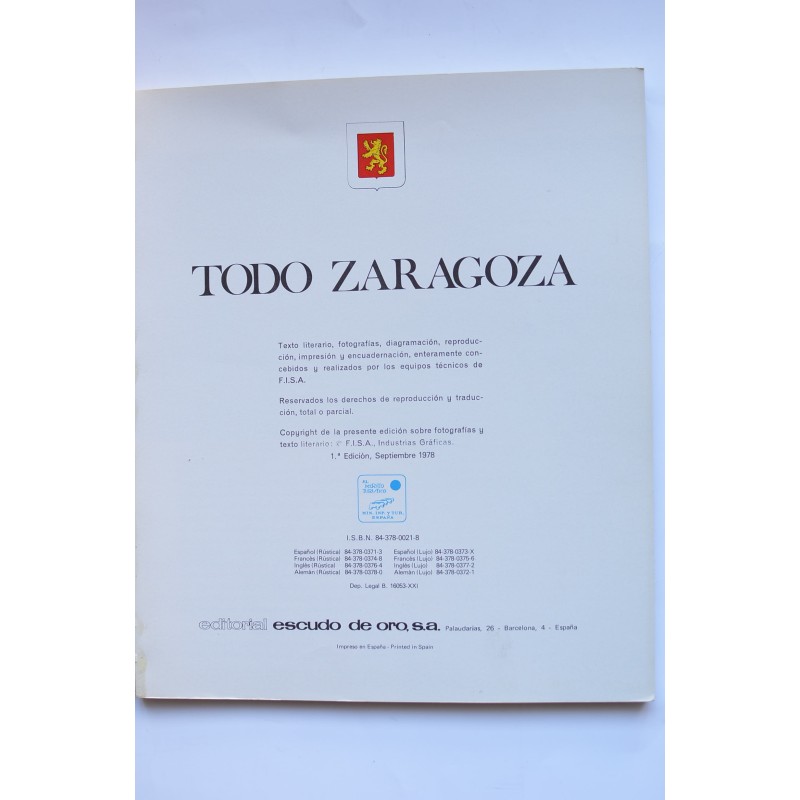 TODO ZARAGOZA
Texto literario, fotografías, diagramación, reproduc-
ción, impresión y encuadernación, enteramente con-
cebidos y realizados por los equipos técnicos de
F.I.S.A.
Reservados los derechos de reproducción y traduc-
ción, total o parcial.
Copyright de la presente edición sobre fotografías y
texto literario: © F.I.S.A., Industrias Gráficas.
1.ª Edición, Septiembre 1978
MIN. INF. y TUR.
ESPAÑA
I.S.B.N. 84-378-0021-8
Español (Rústica) 84-378-0371-3 Español (Lujo) 84-378-0373-X
Francés (Rústica) 84-378-0374-8 Francés (Lujo) 84-378-0375-6
Inglés (Rústica) 84-378-0376-4 Inglés (Lujo) 84-378-0377-2
Alemán (Rústica) 84-378-0378-0 Alemán (Lujo) 84-378-0372-1
Dep. Legal B. 16053-XXI
editorial escudo de oro, s.a. Palaudarias, 26 - Barcelona, 4 - España
Impreso en España - Printed in Spain